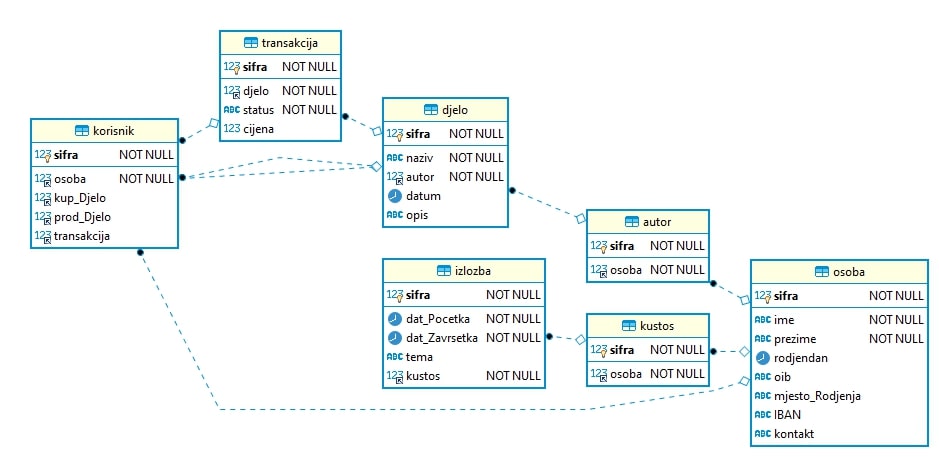 transakcija
123 sifra NOT NULL
123 djelo NOT NULL
ABC status NOT NULL
123 cijena
djelo
123 sifra NOT NULL
ABC naziv NOT NULL
123 autor NOT NULL
datum
ABC opis
korisnik
123 sifra NOT NULL
123 osoba NOT NULL
123 kup_Djelo
123 prod_Djelo
123 transakcija
autor
123 sifra NOT NULL
123 osoba NOT NULL
izlozba
123 sifra NOT NULL
dat_Pocetka NOT NULL
dat_Zavrsetka NOT NULL
ABC tema
123 kustos NOT NULL
kustos
123 sifra NOT NULL
123 osoba NOT NULL
osoba
123 sifra NOT NULL
ABC ime NOT NULL
ABC prezime NOT NULL
rodjendan
ABC oib
ABC mjesto_Rodjenja
ABC IBAN
ABC kontakt